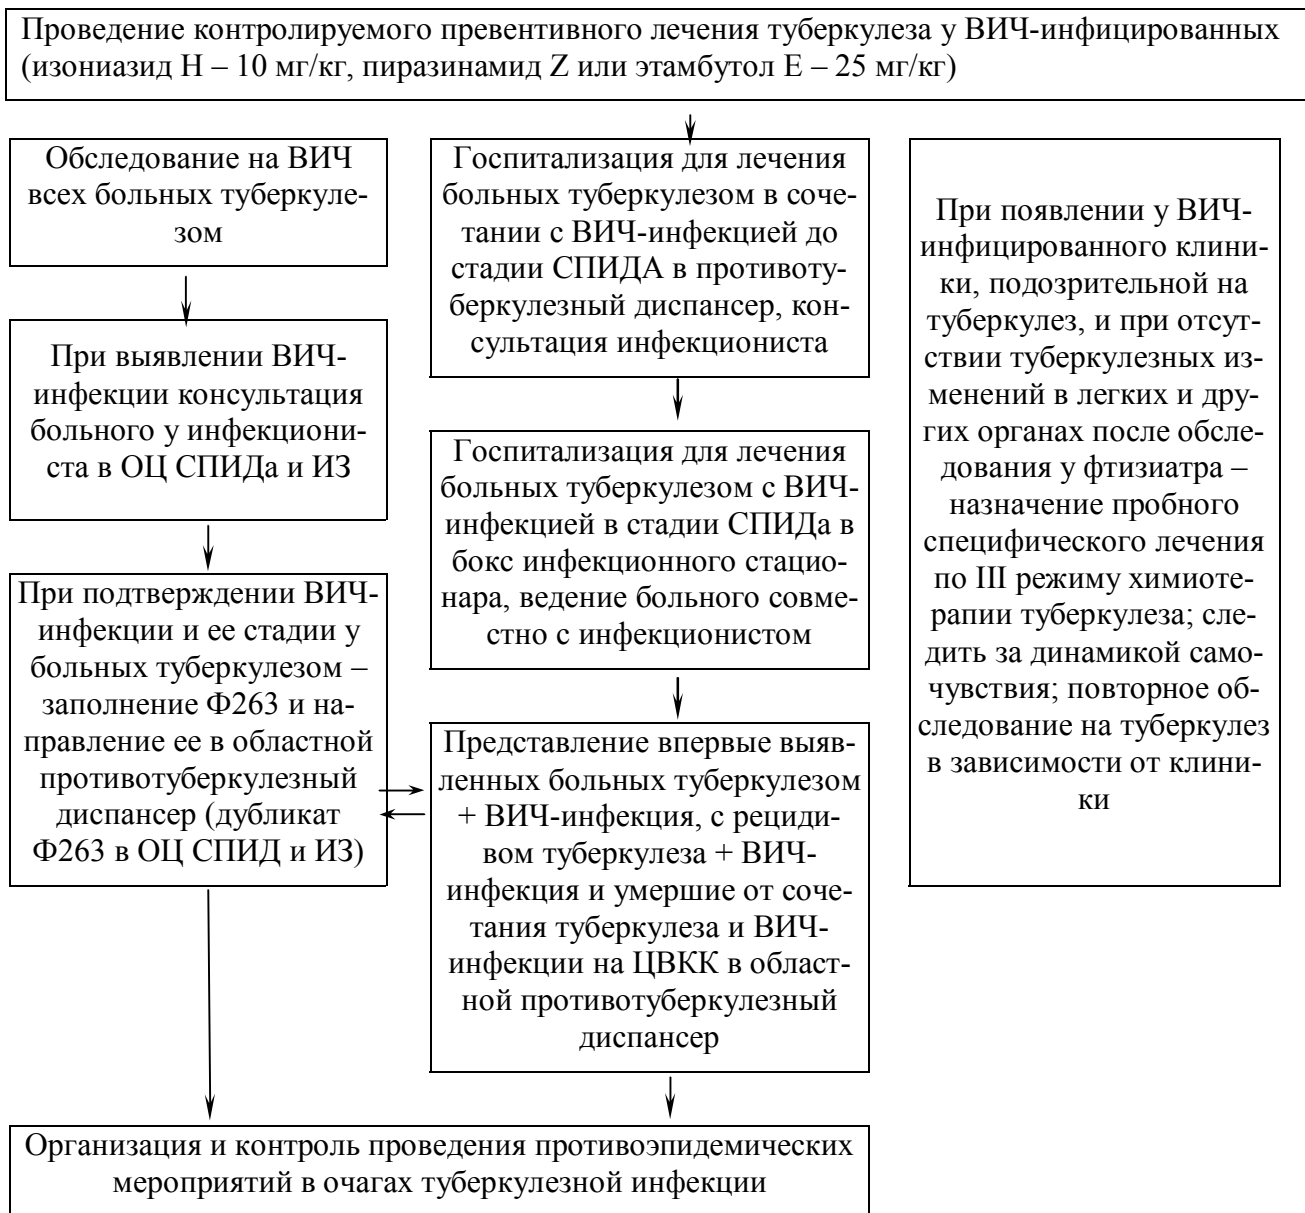 Проведение контролируемого превентивного лечения туберкулеза у ВИЧ-инфицированных
(изониазид Н – 10 мг/кг, пиразинамид Z или этамбутол E – 25 мг/кг)
Обследование на ВИЧ
всех больных туберкуле-
зом
При выявлении ВИЧ-
инфекции консультация
больного у инфекциони-
ста в ОЦ СПИДа и ИЗ
При подтверждении ВИЧ-
инфекции и ее стадии у
больных туберкулезом –
заполнение Ф263 и на-
правление ее в областной
противотуберкулезный
диспансер (дубликат
Ф263 в ОЦ СПИД и ИЗ)
Госпитализация для лечения
больных туберкулезом в соче-
тании с ВИЧ-инфекцией до
стадии СПИДА в противоту-
беркулезный диспансер, кон-
сультация инфекциониста
Госпитализация для лечения
больных туберкулезом с ВИЧ-
инфекцией в стадии СПИДа в
бокс инфекционного стацио-
нара, ведение больного совме-
стно с инфекционистом
Представление впервые выяв-
ленных больных туберкулезом
+ ВИЧ-инфекция, с рециди-
вом туберкулеза + ВИЧ-
инфекция и умершие от соче-
тания туберкулеза и ВИЧ-
инфекции на ЦВКК в област-
ной противотуберкулезный
диспансер
При появлении у ВИЧ-
инфицированного клини-
ки, подозрительной на
туберкулез, и при отсут-
ствии туберкулезных из-
менений в легких и дру-
гих органах после обсле-
дования у фтизиатра –
назначение пробного
специфического лечения
по III режиму химиоте-
рапии туберкулеза; сле-
дить за динамикой само-
чувствия; повторное об-
следование на туберкулез
в зависимости от клини-
ки
Организация и контроль проведения противоэпидемических
мероприятий в очагах туберкулезной инфекции